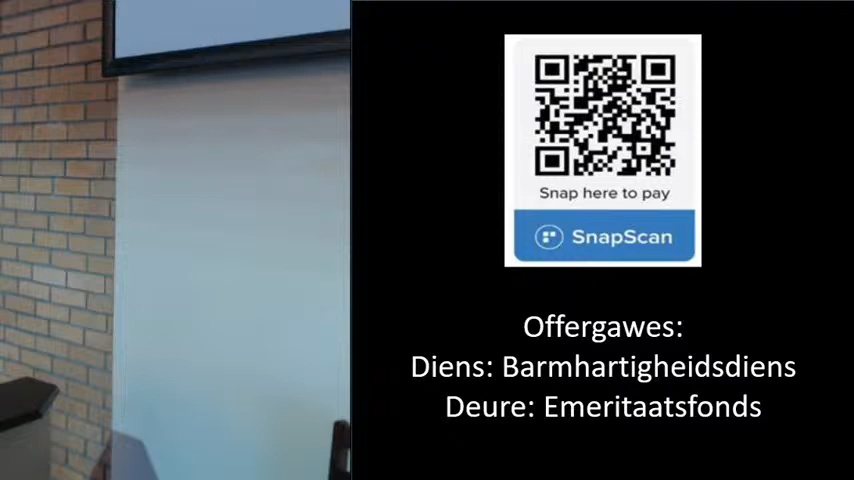 Snap here to pay
SnapScan
Offergawes:
Diens: Barmhartigheidsdiens
Deure: Emeritaatsfonds